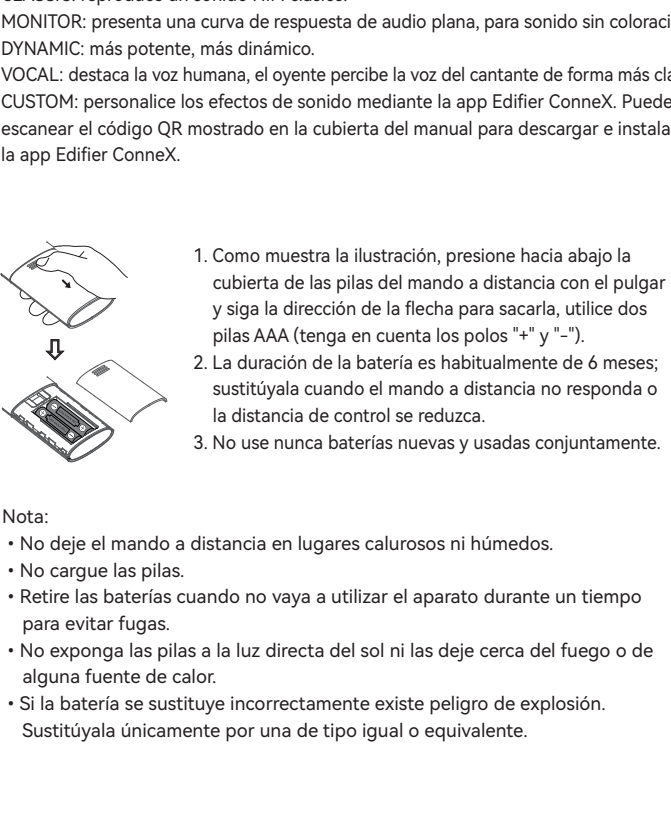 MONITOR: presenta una curva de respuesta de audio plana, para sonido sin coloraci
DYNAMIC: más potente, más dinámico.
VOCAL: destaca la voz humana, el oyente percibe la voz del cantante de forma más cla
CUSTOM: personalice los efectos de sonido mediante la app Edifier ConneX. Puede
escanear el código QR mostrado en la cubierta del manual para descargar e instala
la app Edifier ConneX.
1. Como muestra la ilustración, presione hacia abajo la
cubierta de las pilas del mando a distancia con el pulgar
y siga la dirección de la flecha para sacarla, utilice dos
pilas AAA (tenga en cuenta los polos "+" y "-").
2. La duración de la batería es habitualmente de 6 meses;
sustitúyala cuando el mando a distancia no responda o
la distancia de control se reduzca.
3. No use nunca baterías nuevas y usadas conjuntamente.
Nota:
• No deje el mando a distancia en lugares calurosos ni húmedos.
• No cargue las pilas.
• Retire las baterías cuando no vaya a utilizar el aparato durante un tiempo
para evitar fugas.
• No exponga las pilas a la luz directa del sol ni las deje cerca del fuego o de
alguna fuente de calor.
• Si la batería se sustituye incorrectamente existe peligro de explosión.
Sustitúyala únicamente por una de tipo igual o equivalente.